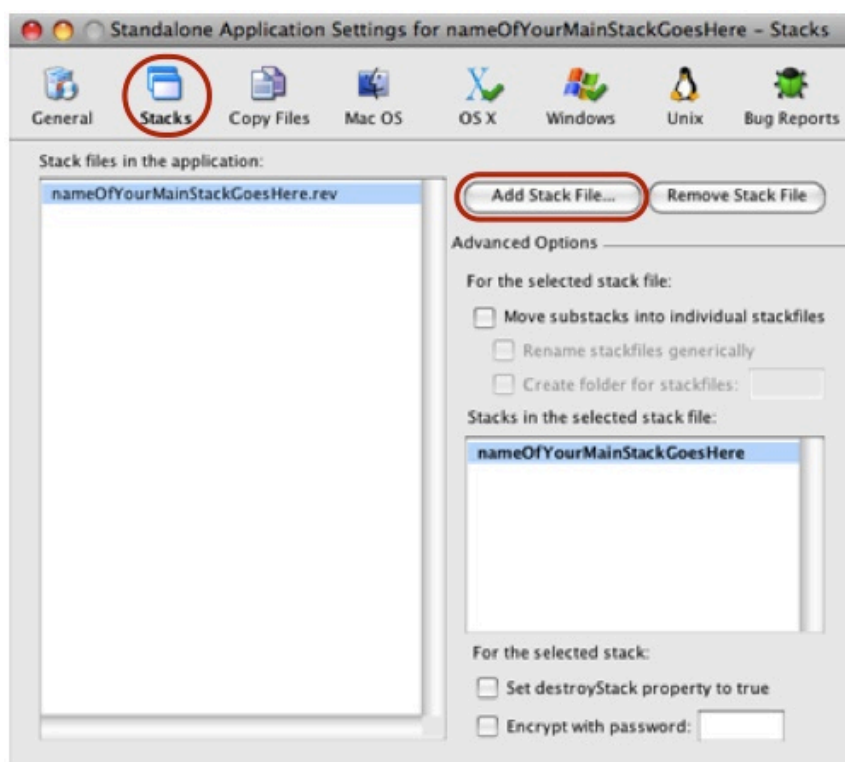 Standalone Application Settings for nameOfYourMainStackGoesHere – Stacks
General Stacks Copy Files Mac OS OS X Windows Unix Bug Reports
Stack files in the application:
nameOfYourMainStackGoesHere.rev
Add Stack File... Remove Stack File
Advanced Options
For the selected stack file:
Move substacks into individual stackfiles
Rename stackfiles generically
Create folder for stackfiles:
Stacks in the selected stack file:
nameOfYourMainStackGoesHere
For the selected stack:
Set destroyStack property to true
Encrypt with password: